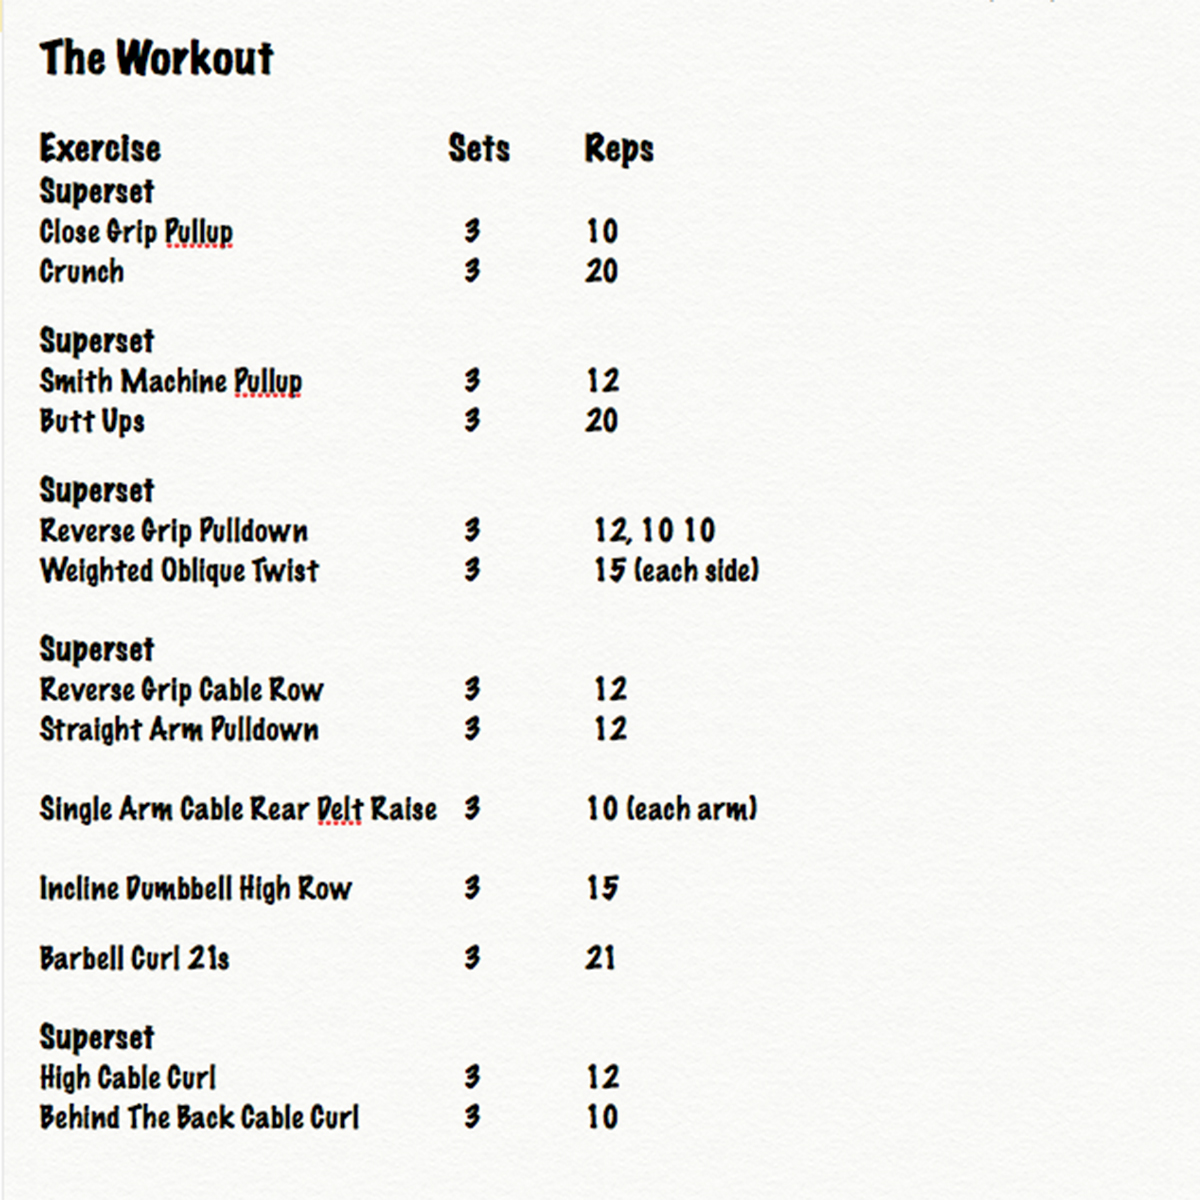 The Workout
Exercise Sets Reps
Superset
Close Grip Pullup 3 10
Crunch 3 20
Superset
Smith Machine Pullup 3 12
Butt Ups 3 20
Superset
Reverse Grip Pulldown 3 12, 10 10
Weighted Oblique Twist 3 15 (each side)
Superset
Reverse Grip Cable Row 3 12
Straight Arm Pulldown 3 12
Single Arm Cable Rear Delt Raise 3 10 (each arm)
Incline Dumbbell High Row 3 15
Barbell Curl 21s 3 21
Superset
High Cable Curl 3 12
Behind The Back Cable Curl 3 10